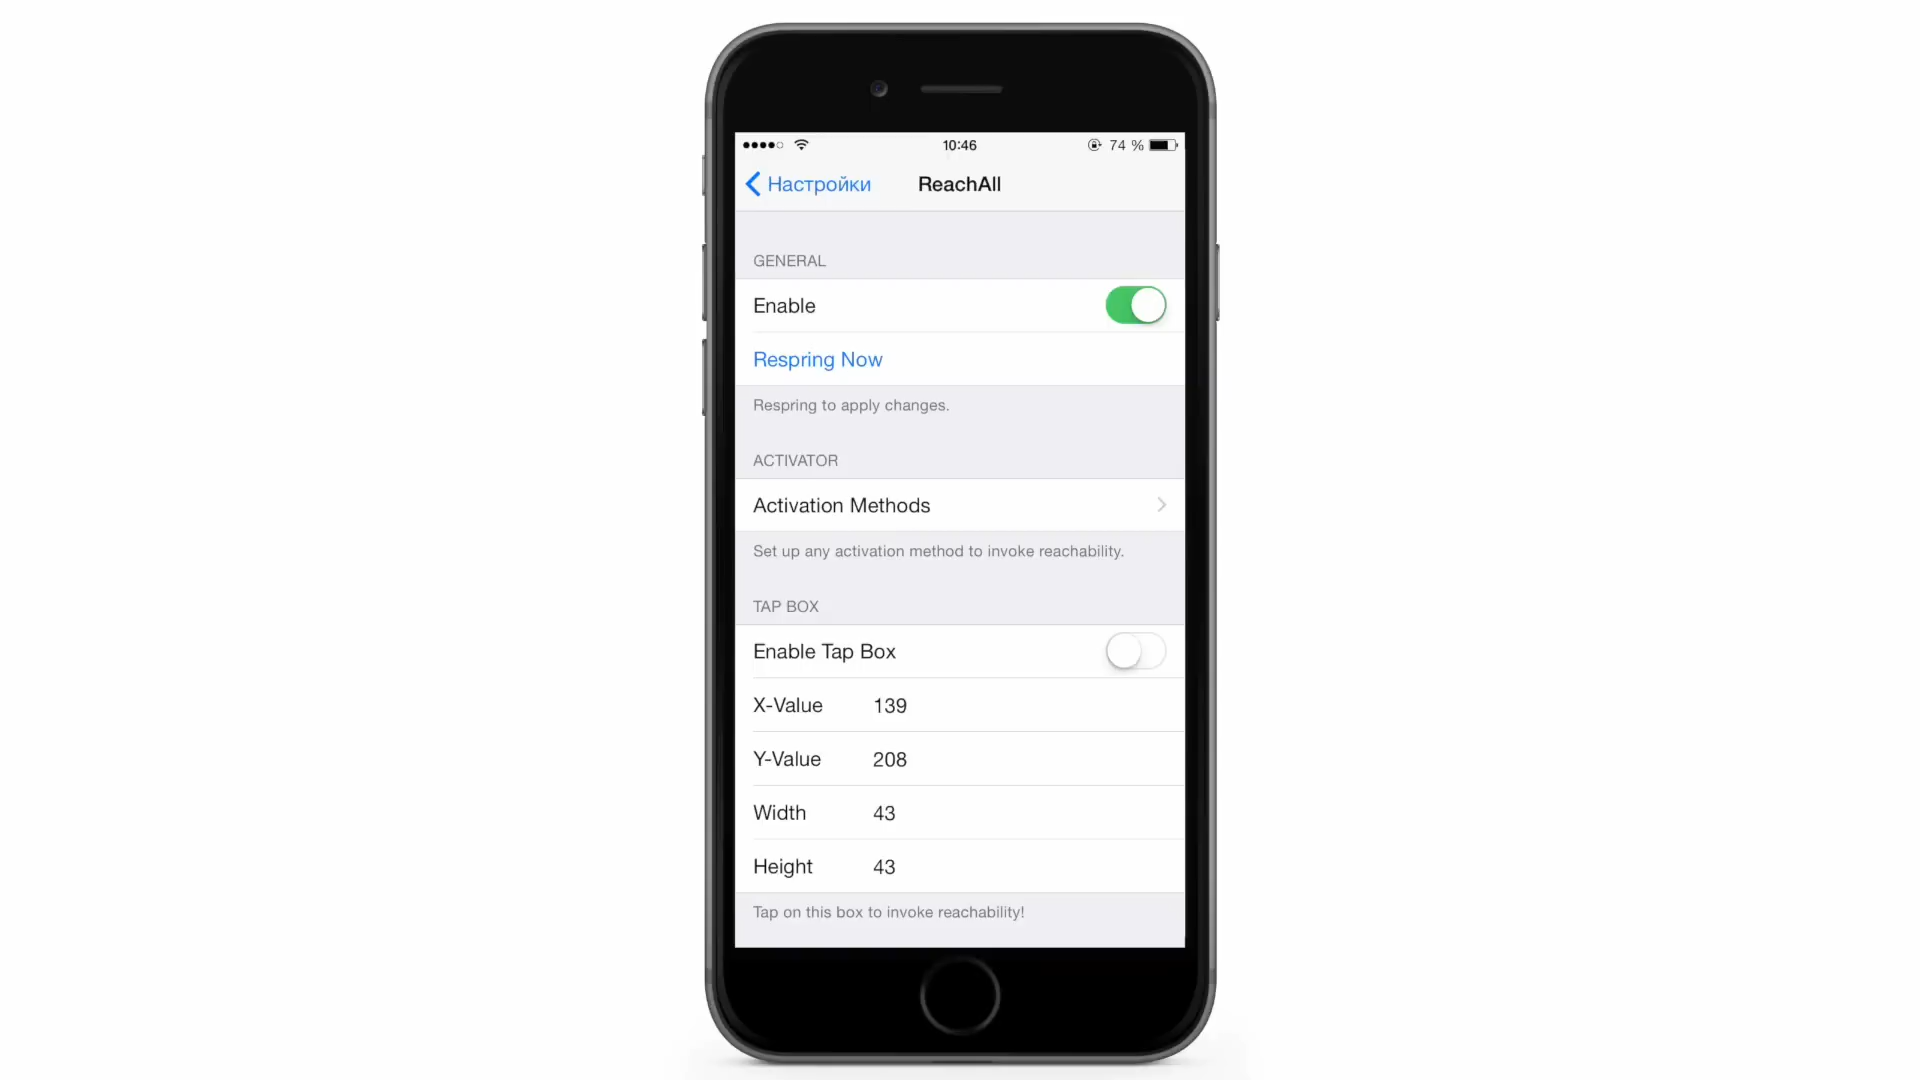 10:46 74 %
Настройки ReachAll
GENERAL
Enable
Respring Now
Respring to apply changes.
ACTIVATOR
Activation Methods
Set up any activation method to invoke reachability.
TAP BOX
Enable Tap Box
X-Value 139
Y-Value 208
Width 43
Height 43
Tap on this box to invoke reachability!